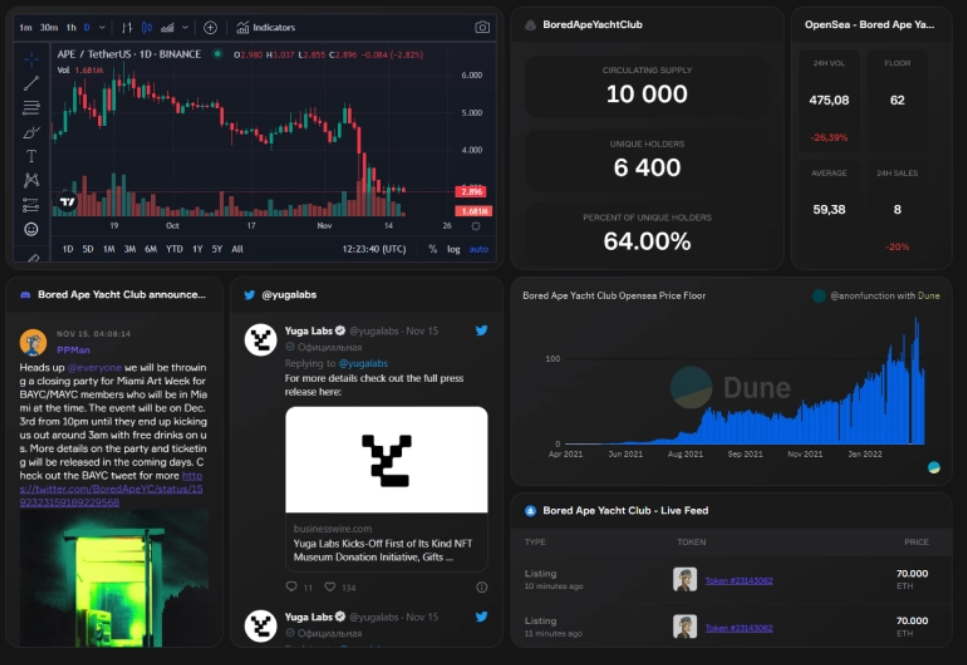 1m 30m 1h D Indicators
APE / TetherUS · 1D · BINANCE O2.980 H3.037 L2.855 C2.896 -0.084 (-2.82%)
Vol 1.681M
6.000
5.000
4.000
2.896
1.681M
19 Oct 17 Nov 14 26
1D 5D 1M 3M 6M YTD 1Y 5Y All 12:23:40 (UTC) % log auto
BoredApeYachtClub
CIRCULATING SUPPLY
10 000
UNIQUE HOLDERS
6 400
PERCENT OF UNIQUE HOLDERS
64.00%
OpenSea - Bored Ape Ya...
24H VOL FLOOR
475,08 62
-26,39%
AVERAGE 24H SALES
59,38 8
-20%
Bored Ape Yacht Club announce...
NOV 15, 04:08:14
PPMan
Heads up @everyone we will be throwin
g a closing party for Miami Art Week for
BAYC/MAYC members who will be in Mia
mi at the time. The event will be on Dec.
3rd from 10pm until they end up kicking
us out around 3am with free drinks on u
s. More details on the party and ticketin
g will be released in the coming days. C
heck out the BAYC tweet for more http
s://twitter.com/BoredApeYC/status/15
92323159189229568
@yugalabs
Yuga Labs @yugalabs · Nov 15
Официальная
Replying to @yugalabs
For more details check out the full press
release here:
businesswire.com
Yuga Labs Kicks-Off First of Its Kind NFT
Museum Donation Initiative, Gifts ...
11 134
Yuga Labs @yugalabs · Nov 15
Официальная
Bored Ape Yacht Club Opensea Price Floor @anonfunction with Dune
100
Dune
0
Apr 2021 Jun 2021 Aug 2021 Sep 2021 Nov 2021 Jan 2022
Bored Ape Yacht Club - Live Feed
TYPE TOKEN PRICE
Listing Token #23143062 70.000
10 minutes ago ETH
Listing Token #23143062 70.000
11 minutes ago ETH